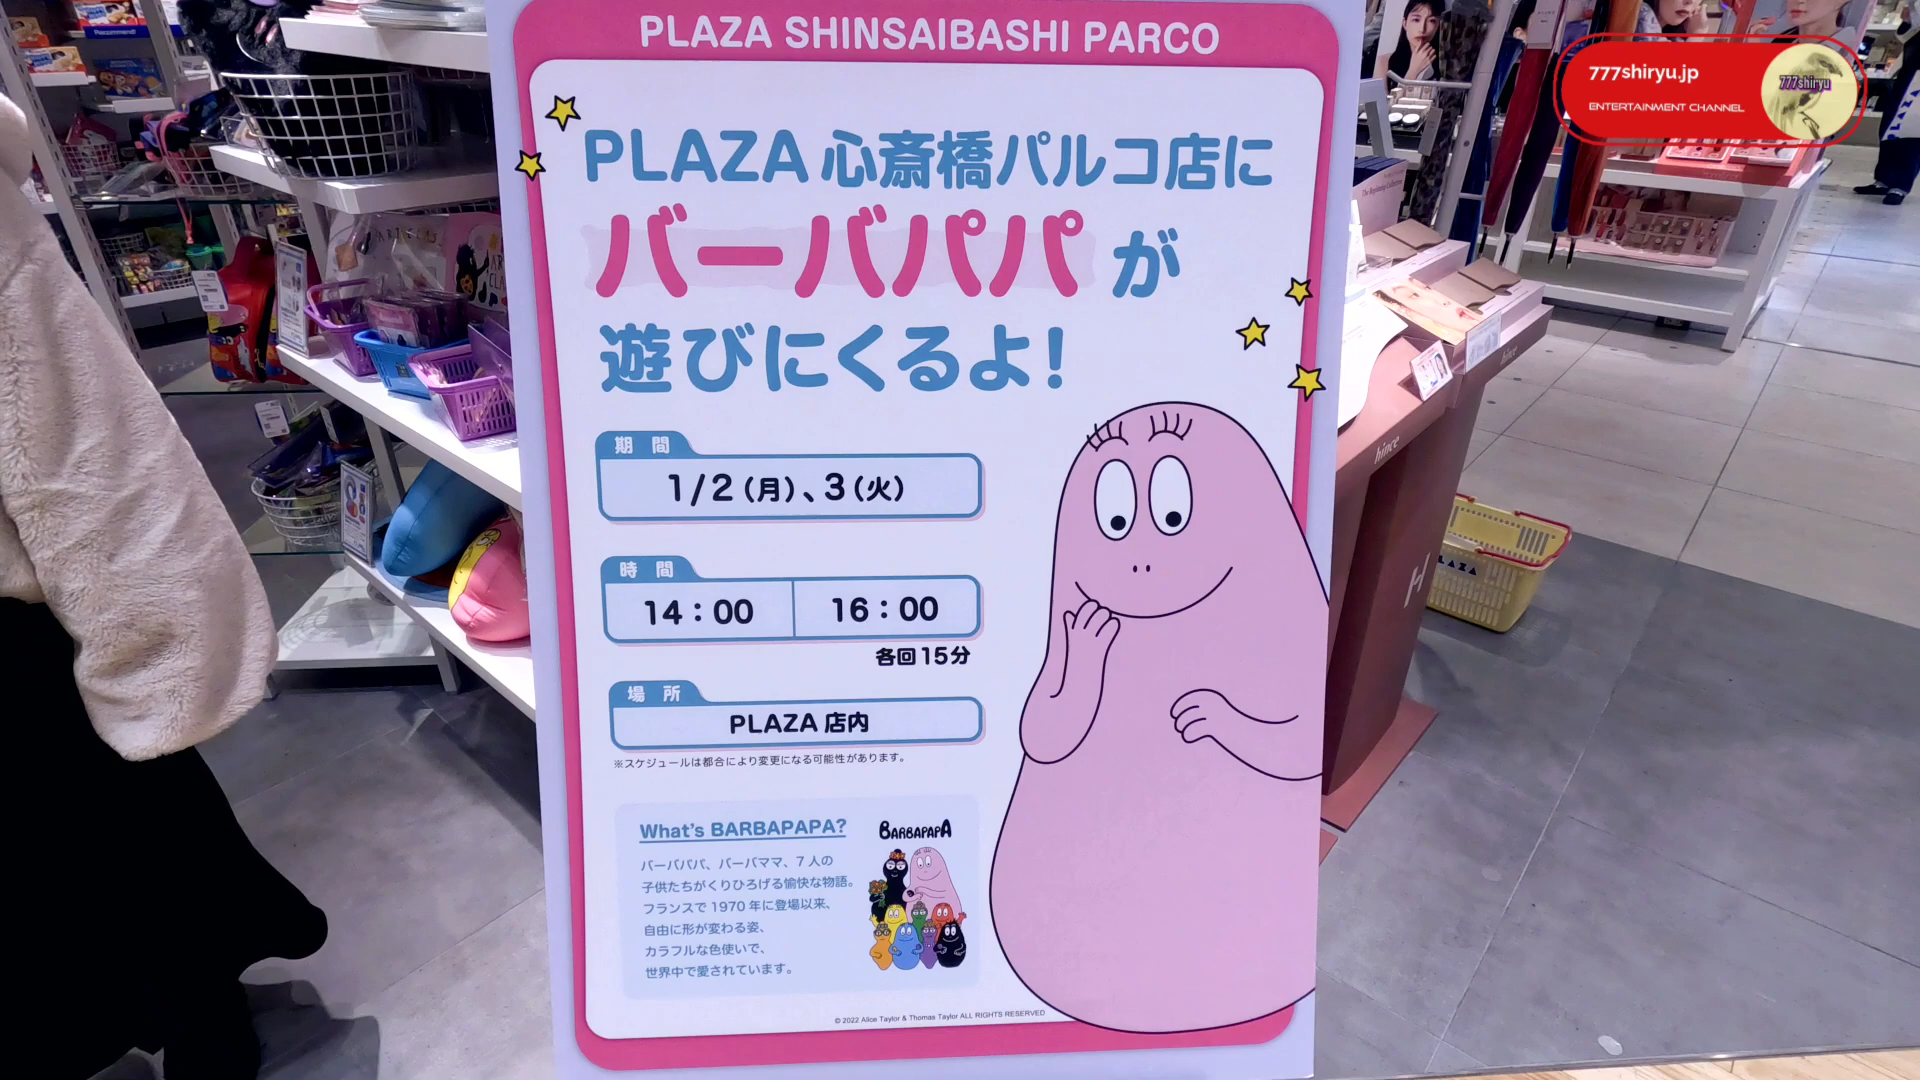 PLAZA SHINSAIBASHI PARCO
PLAZA 心斎橋パルコ店に
バーバパパが
遊びにくるよ!
期 間
1/2(月)、3(火)
時 間
14:00
16:00
各回15分
場 所
PLAZA 店内
※スケジュールは都合により変更になる可能性があります。
What's BARBAPAPA?
BARBAPAPA
バーバパパ、バーバママ、7人の
子供たちがくりひろげる愉快な物語。
フランスで1970年に登場以来、
自由に形が変わる姿、
カラフルな色使いで、
世界中で愛されています。
© 2022 Alice Taylor & Thomas Taylor ALL RIGHTS RESERVED
777shiryu.jp
ENTERTAINMENT CHANNEL
777shiryu
hince
hince
H
Recommend!